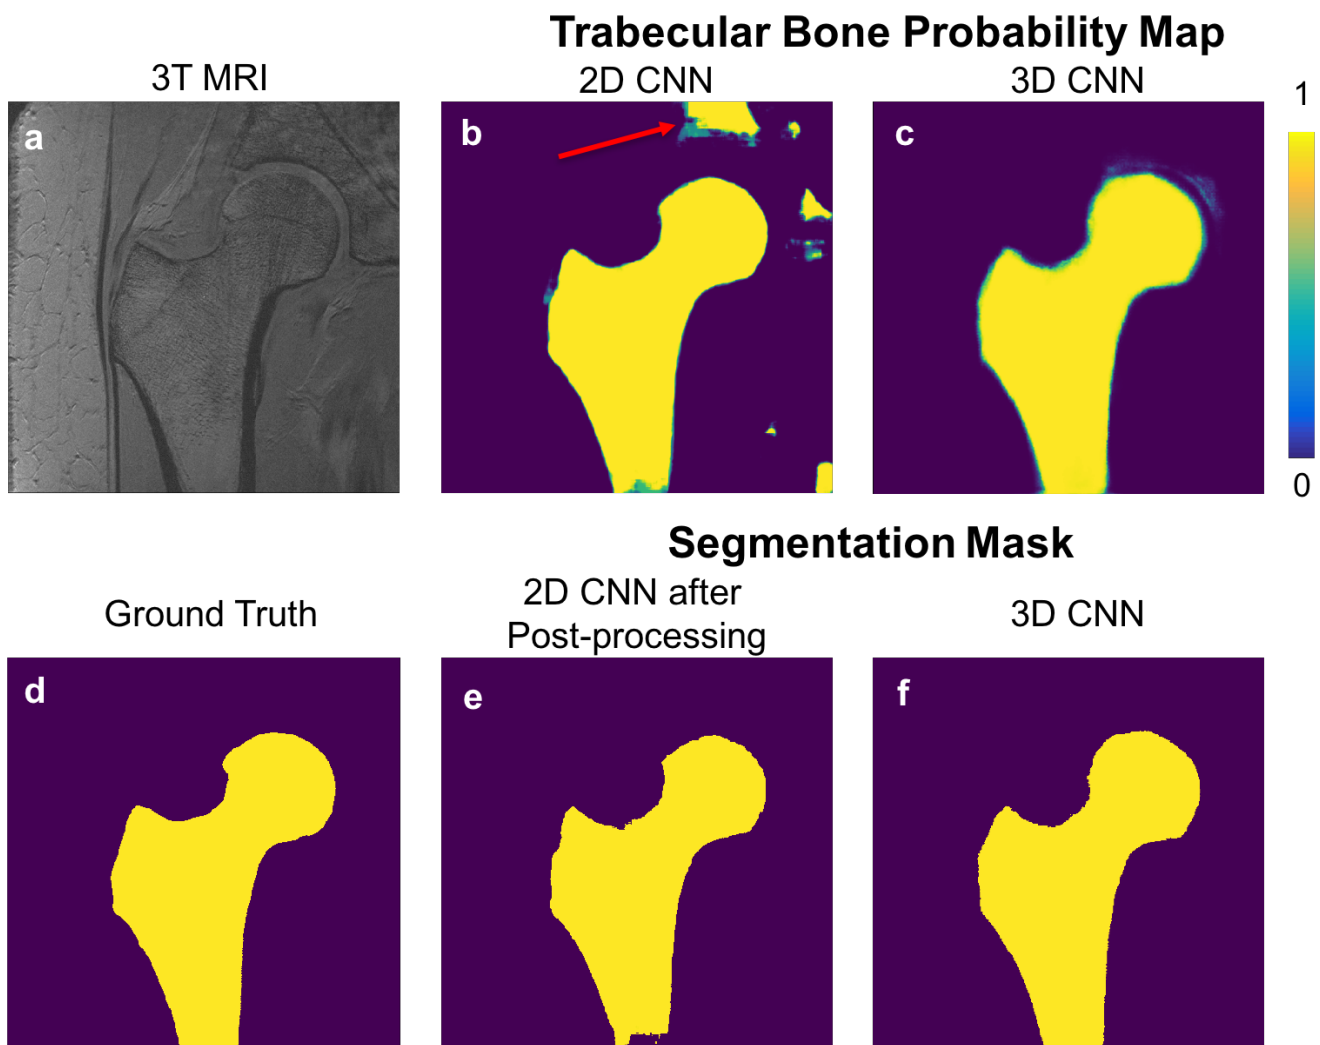 Trabecular Bone Probability Map
3T MRI
2D CNN
3D CNN
1
a
b
c
0
Segmentation Mask
Ground Truth
2D CNN after
Post-processing
3D CNN
d
e
f